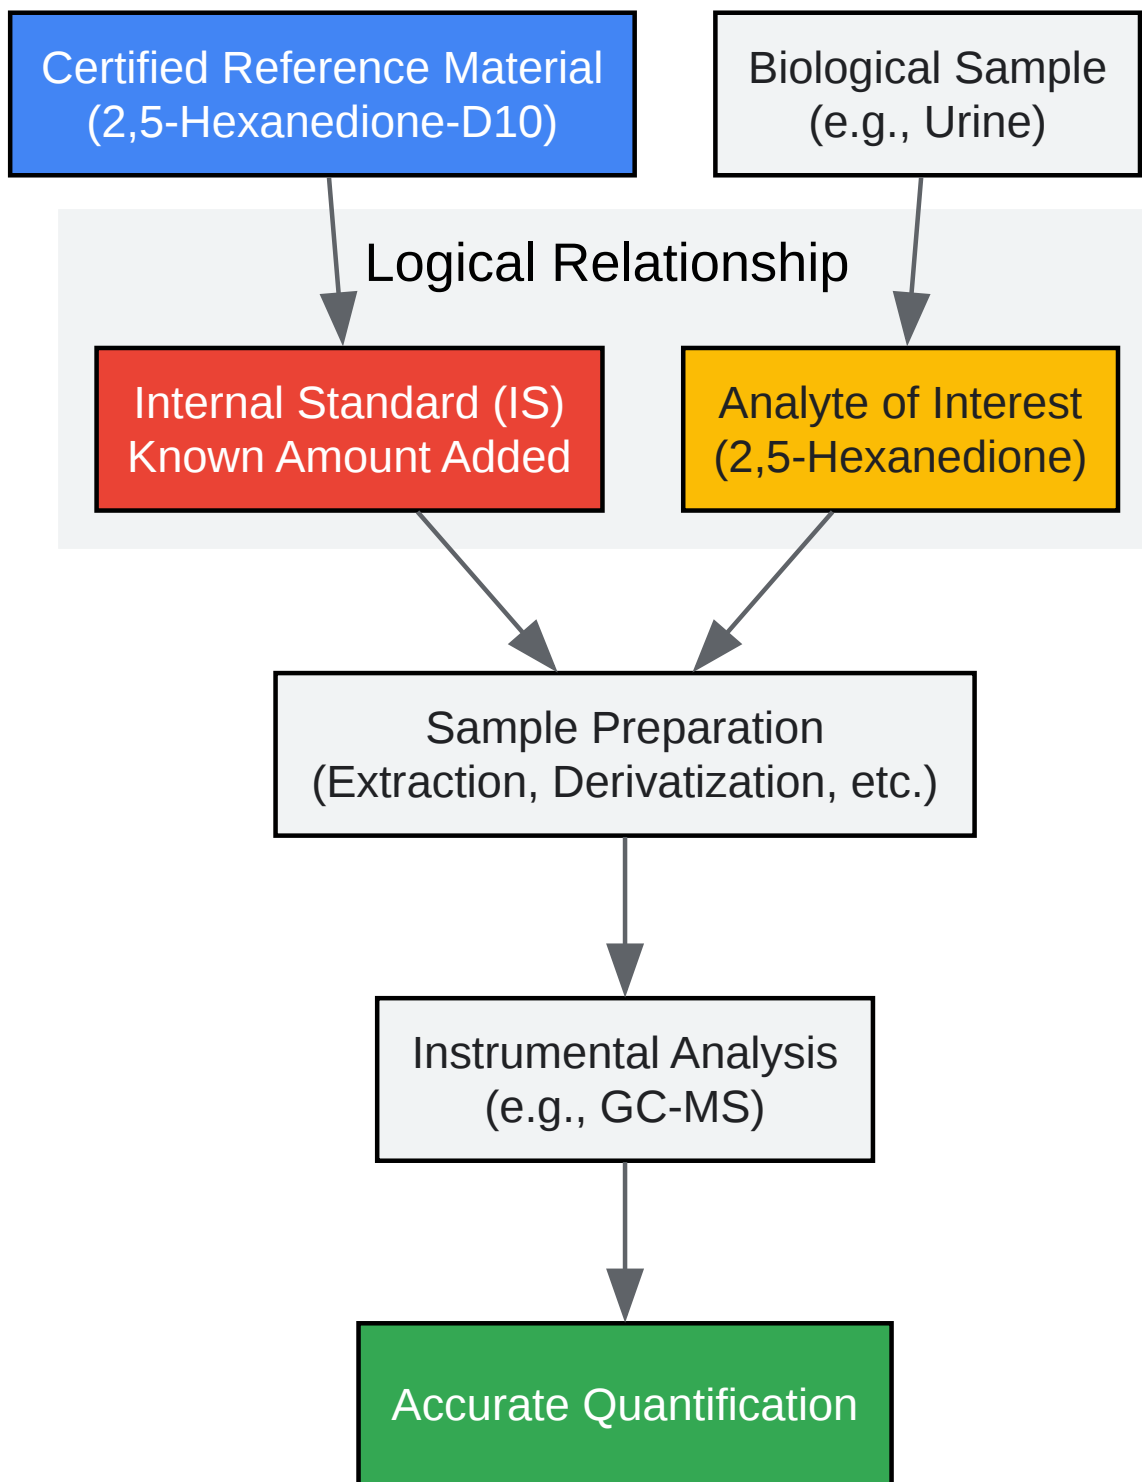 Certified Reference Material
(2,5-Hexanedione-D10)
Biological Sample
(e.g., Urine)
Logical Relationship
Internal Standard (IS)
Known Amount Added
Analyte of Interest
(2,5-Hexanedione)
Sample Preparation
(Extraction, Derivatization, etc.)
Instrumental Analysis
(e.g., GC-MS)
Accurate Quantification